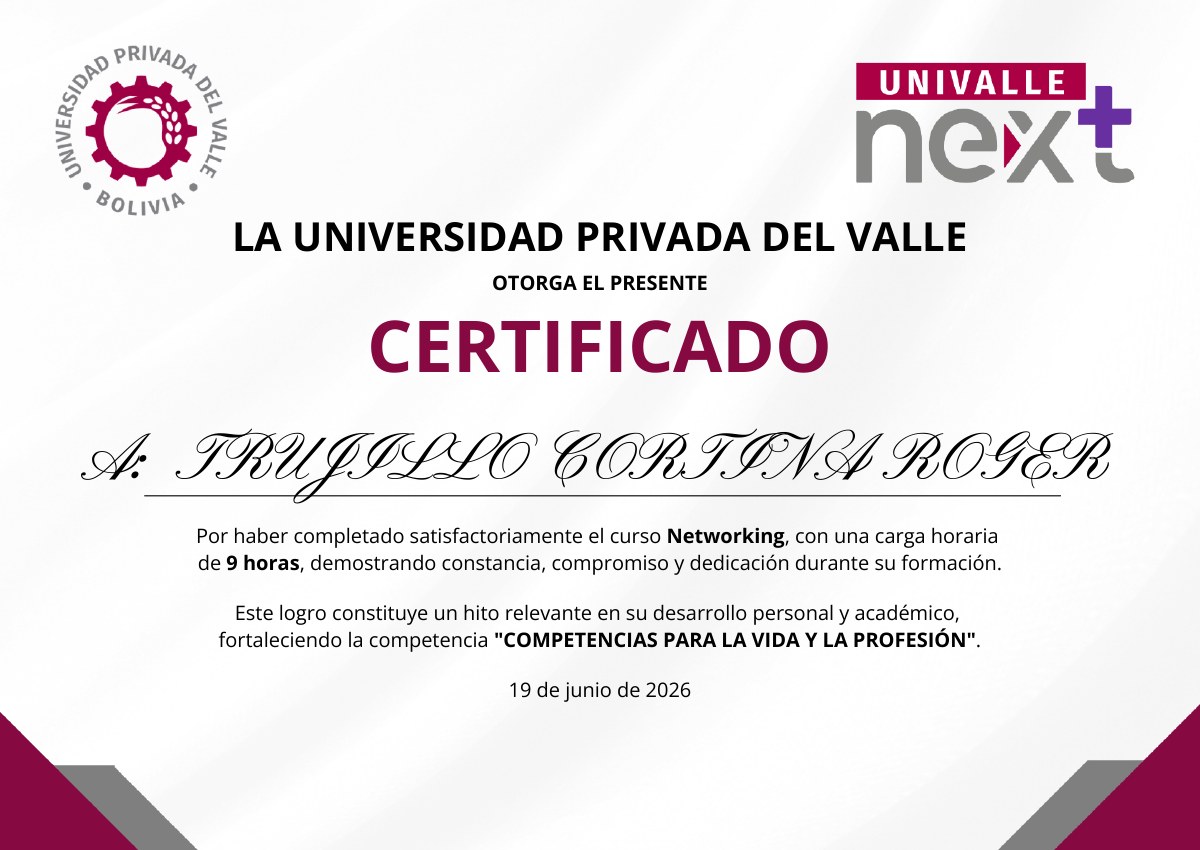 UNIVERSIDAD PRIVADA DEL VALLE
• BOLIVIA •
UNIVALLE
next
LA UNIVERSIDAD PRIVADA DEL VALLE
OTORGA EL PRESENTE
CERTIFICADO
A: TRUJILLO CORTINA ROGER
Por haber completado satisfactoriamente el curso Networking, con una carga horaria
de 9 horas, demostrando constancia, compromiso y dedicación durante su formación.
Este logro constituye un hito relevante en su desarrollo personal y académico,
fortaleciendo la competencia "COMPETENCIAS PARA LA VIDA Y LA PROFESIÓN".
19 de junio de 2026